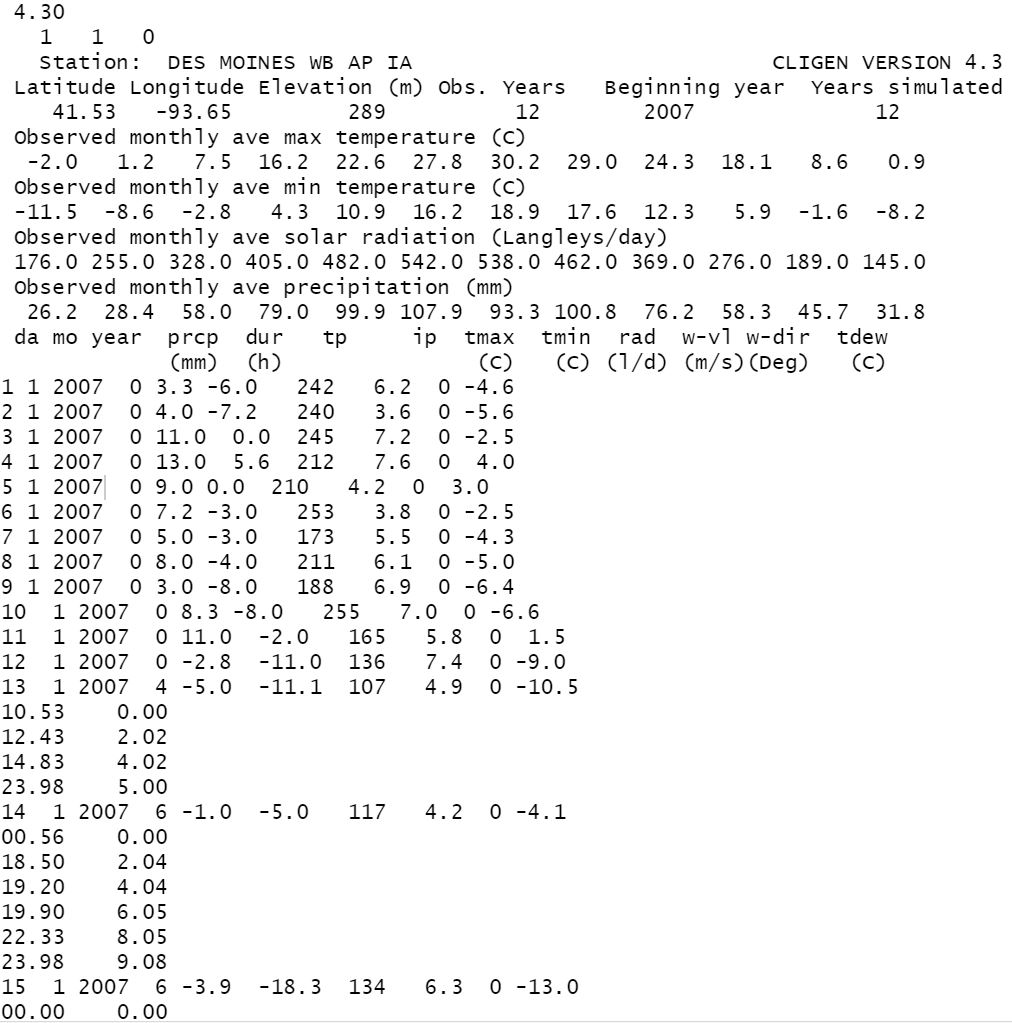 4.30
1 1 0
Station: DES MOINES WB AP IA CLIGEN VERSION 4.3
Latitude Longitude Elevation (m) Obs. Years Beginning year Years simulated
41.53 -93.65 289 12 2007 12
Observed monthly ave max temperature (C)
-2.0 1.2 7.5 16.2 22.6 27.8 30.2 29.0 24.3 18.1 8.6 0.9
Observed monthly ave min temperature (C)
-11.5 -8.6 -2.8 4.3 10.9 16.2 18.9 17.6 12.3 5.9 -1.6 -8.2
Observed monthly ave solar radiation (Langleys/day)
176.0 255.0 328.0 405.0 482.0 542.0 538.0 462.0 369.0 276.0 189.0 145.0
Observed monthly ave precipitation (mm)
26.2 28.4 58.0 79.0 99.9 107.9 93.3 100.8 76.2 58.3 45.7 31.8
da mo year prcp dur tp ip tmax tmin rad w-vl w-dir tdew
(mm) (h) (C) (C) (l/d) (m/s)(Deg) (C)
1 1 2007 0 3.3 -6.0 242 6.2 0 -4.6
2 1 2007 0 4.0 -7.2 240 3.6 0 -5.6
3 1 2007 0 11.0 0.0 245 7.2 0 -2.5
4 1 2007 0 13.0 5.6 212 7.6 0 4.0
5 1 2007 0 9.0 0.0 210 4.2 0 3.0
6 1 2007 0 7.2 -3.0 253 3.8 0 -2.5
7 1 2007 0 5.0 -3.0 173 5.5 0 -4.3
8 1 2007 0 8.0 -4.0 211 6.1 0 -5.0
9 1 2007 0 3.0 -8.0 188 6.9 0 -6.4
10 1 2007 0 8.3 -8.0 255 7.0 0 -6.6
11 1 2007 0 11.0 -2.0 165 5.8 0 1.5
12 1 2007 0 -2.8 -11.0 136 7.4 0 -9.0
13 1 2007 4 -5.0 -11.1 107 4.9 0 -10.5
10.53 0.00
12.43 2.02
14.83 4.02
23.98 5.00
14 1 2007 6 -1.0 -5.0 117 4.2 0 -4.1
00.56 0.00
18.50 2.04
19.20 4.04
19.90 6.05
22.33 8.05
23.98 9.08
15 1 2007 6 -3.9 -18.3 134 6.3 0 -13.0
00.00 0.00